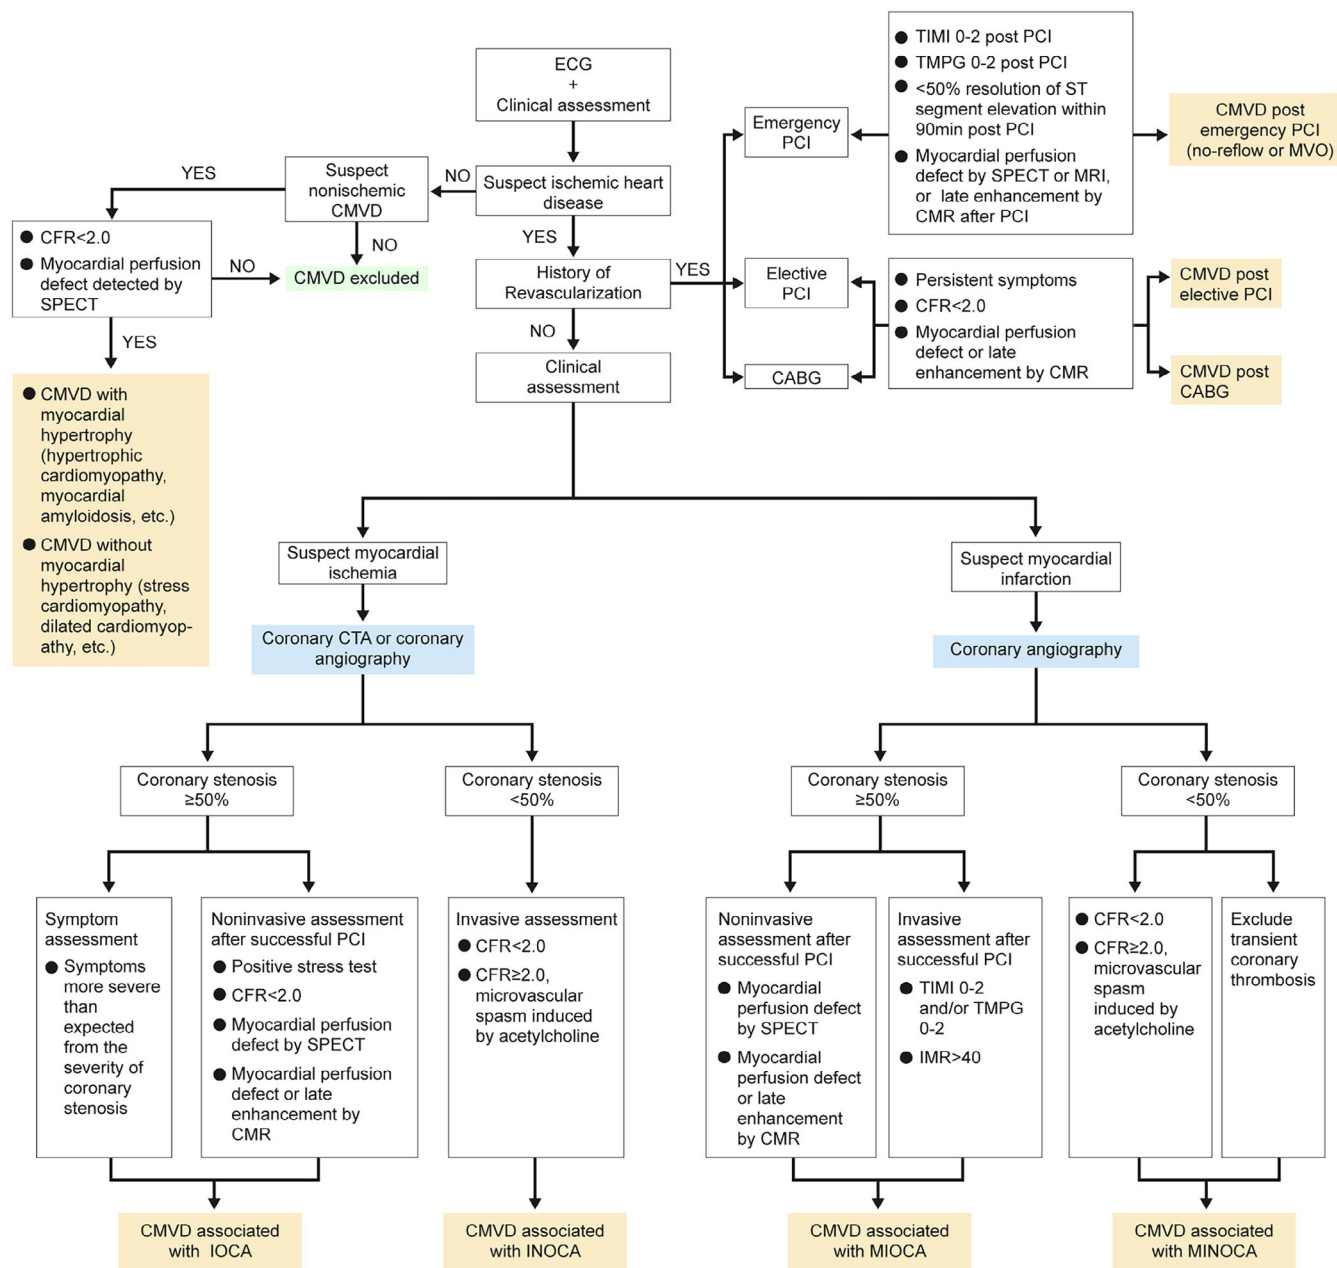 ECG
+
Clinical assessment
Suspect ischemic heart
disease
NO
Suspect
nonischemic
CMVD
YES
NO
CMVD excluded
● CFR<2.0
● Myocardial perfusion
defect detected by
SPECT
NO
YES
● CMVD with
myocardial
hypertrophy
(hypertrophic
cardiomyopathy,
myocardial
amyloidosis, etc.)
● CMVD without
myocardial
hypertrophy (stress
cardiomyopathy,
dilated cardiomyop-
athy, etc.)
YES
History of
Revascularization
YES
Emergency
PCI
● TIMI 0-2 post PCI
● TMPG 0-2 post PCI
● <50% resolution of ST
segment elevation within
90min post PCI
● Myocardial perfusion
defect by SPECT or MRI,
or late enhancement by
CMR after PCI
CMVD post
emergency PCI
(no-reflow or MVO)
Elective
PCI
CABG
● Persistent symptoms
● CFR<2.0
● Myocardial perfusion
defect or late
enhancement by CMR
CMVD post
elective PCI
CMVD post
CABG
NO
Clinical
assessment
Suspect myocardial
ischemia
Coronary CTA or coronary
angiography
Suspect myocardial
infarction
Coronary angiography
Coronary stenosis
≥50%
Coronary stenosis
<50%
Coronary stenosis
≥50%
Coronary stenosis
<50%
Symptom
assessment
● Symptoms
more severe
than
expected
from the
severity of
coronary
stenosis
Noninvasive assessment
after successful PCI
● Positive stress test
● CFR<2.0
● Myocardial perfusion
defect by SPECT
● Myocardial perfusion
defect or late
enhancement by
CMR
Invasive assessment
● CFR<2.0
● CFR≥2.0,
microvascular
spasm induced
by acetylcholine
Noninvasive
assessment after
successful PCI
● Myocardial
perfusion defect
by SPECT
● Myocardial
perfusion defect
or late
enhancement
by CMR
Invasive
assessment after
successful PCI
● TIMI 0-2
and/or TMPG
0-2
● IMR>40
● CFR<2.0
● CFR≥2.0,
microvascular
spasm
induced by
acetylcholine
Exclude
transient
coronary
thrombosis
CMVD associated
with IOCA
CMVD associated
with INOCA
CMVD associated
with MIOCA
CMVD associated
with MINOCA